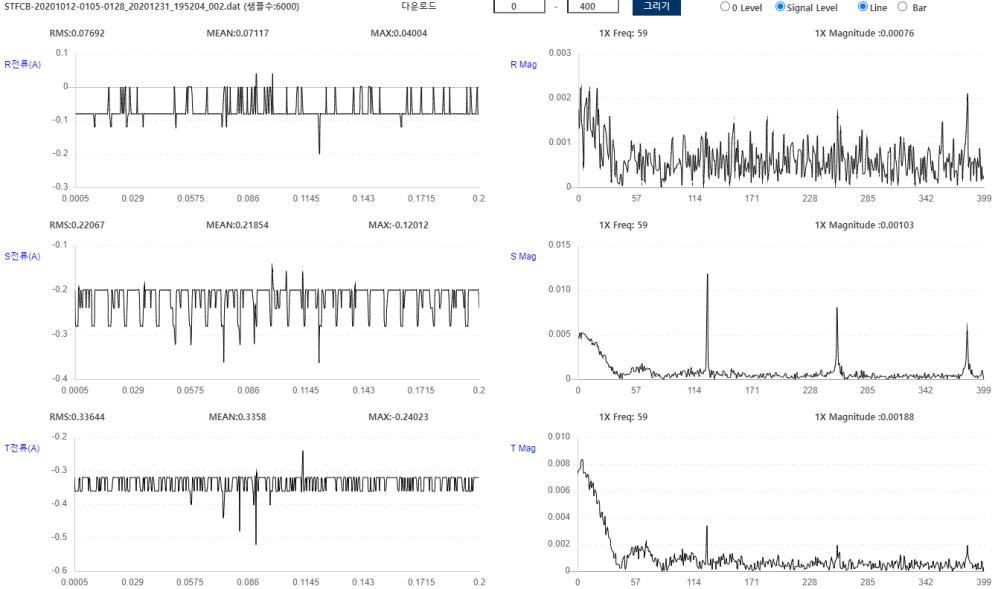 STFCB-20201012-0105-0128_20201231_195204_002.dat (샘플수:6000) 다운로드 0 - 400 그리기 0 Level Signal Level Line Bar
RMS:0.07692 MEAN:0.07117 MAX:0.04004 1X Freq: 59 1X Magnitude :0.00076
R전류(A)
0.1
0
-0.1
-0.2
-0.3
0.0005 0.029 0.0575 0.086 0.1145 0.143 0.1715 0.2
R Mag
0.003
0.002
0.001
0
0 57 114 171 228 285 342 399
RMS:0.22067 MEAN:0.21854 MAX:-0.12012 1X Freq: 59 1X Magnitude :0.00103
S전류(A)
-0.1
-0.2
-0.3
-0.4
0.0005 0.029 0.0575 0.086 0.1145 0.143 0.1715 0.2
S Mag
0.015
0.010
0.005
0
0 57 114 171 228 285 342 399
RMS:0.33644 MEAN:0.3358 MAX:-0.24023 1X Freq: 59 1X Magnitude :0.00188
T전류(A)
-0.2
-0.3
-0.4
-0.5
-0.6
0.0005 0.029 0.0575 0.086 0.1145 0.143 0.1715 0.2
T Mag
0.010
0.008
0.006
0.004
0.002
0
0 57 114 171 228 285 342 399